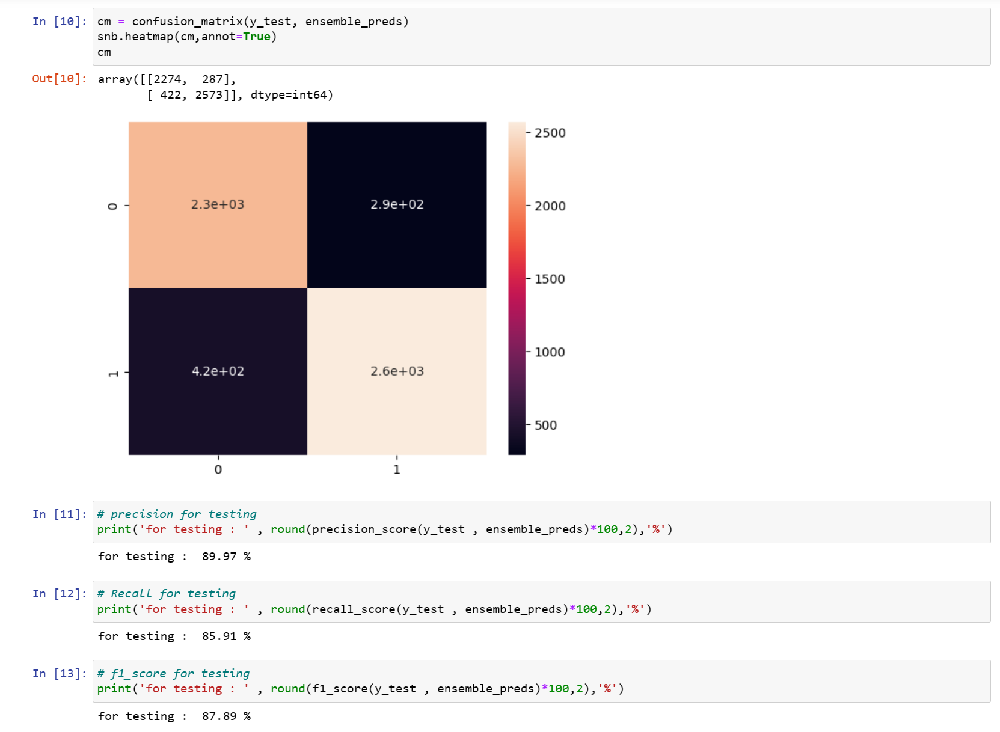 In [10]: cm = confusion_matrix(y_test, ensemble_preds)
snb.heatmap(cm,annot=True)
cm
Out[10]: array([[2274,  287],
       [ 422, 2573]], dtype=int64)
2500
0 2.3e+03 2.9e+02
2000
1500
1000
1 4.2e+02 2.6e+03
500
0 1
In [11]: # precision for testing
print('for testing : ' , round(precision_score(y_test , ensemble_preds)*100,2),'%')
for testing :  89.97 %
In [12]: # Recall for testing
print('for testing : ' , round(recall_score(y_test , ensemble_preds)*100,2),'%')
for testing :  85.91 %
In [13]: # f1_score for testing
print('for testing : ' , round(f1_score(y_test , ensemble_preds)*100,2),'%')
for testing :  87.89 %